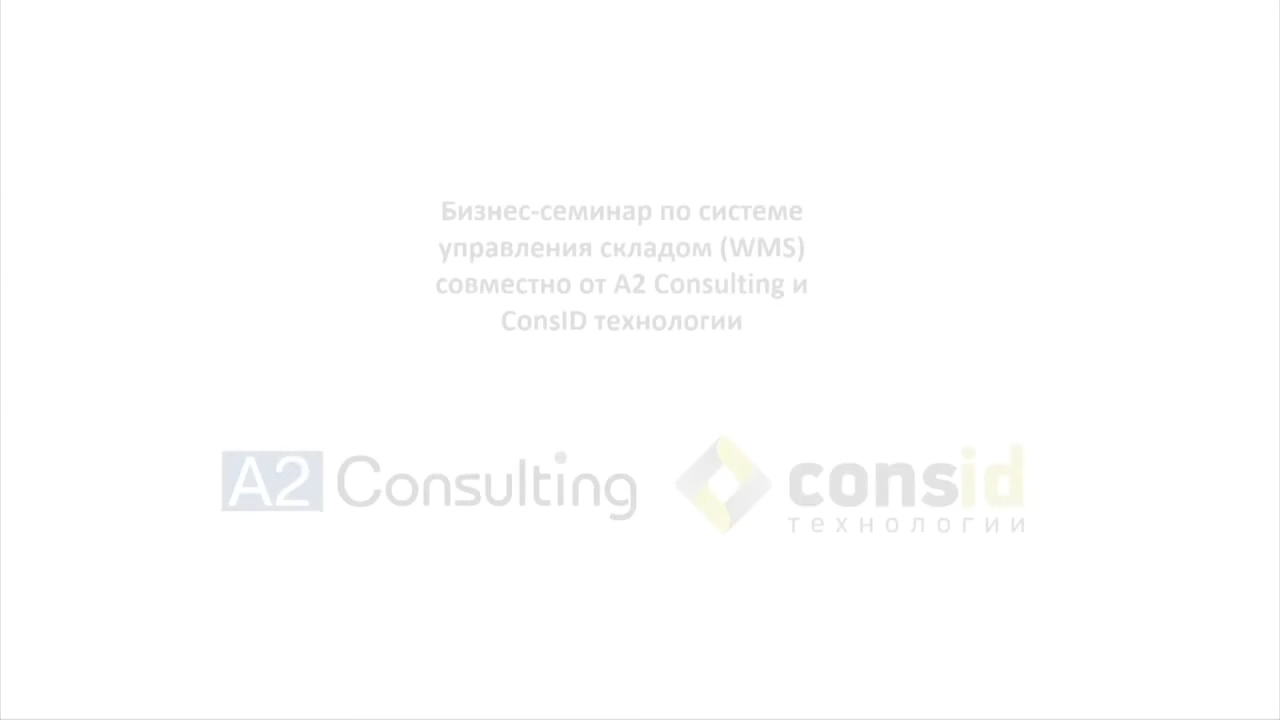 Бизнес-семинар по системе
управления складом (WMS)
совместно от A2 Consulting и
ConsID технологии
A2 Consulting
consid
технологии